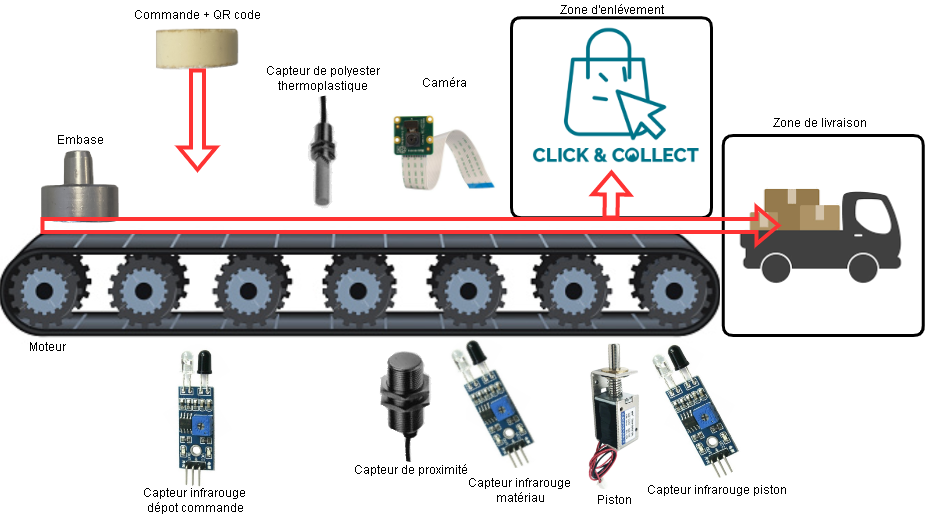 Commande + QR code
Zone d'enlévement
Capteur de polyester
thermoplastique
Caméra
Zone de livraison
Embase
CLICK & COLLECT
Moteur
Capteur infrarouge
dépot commande
Capteur de proximité
Capteur infrarouge
matériau
Piston
Capteur infrarouge piston